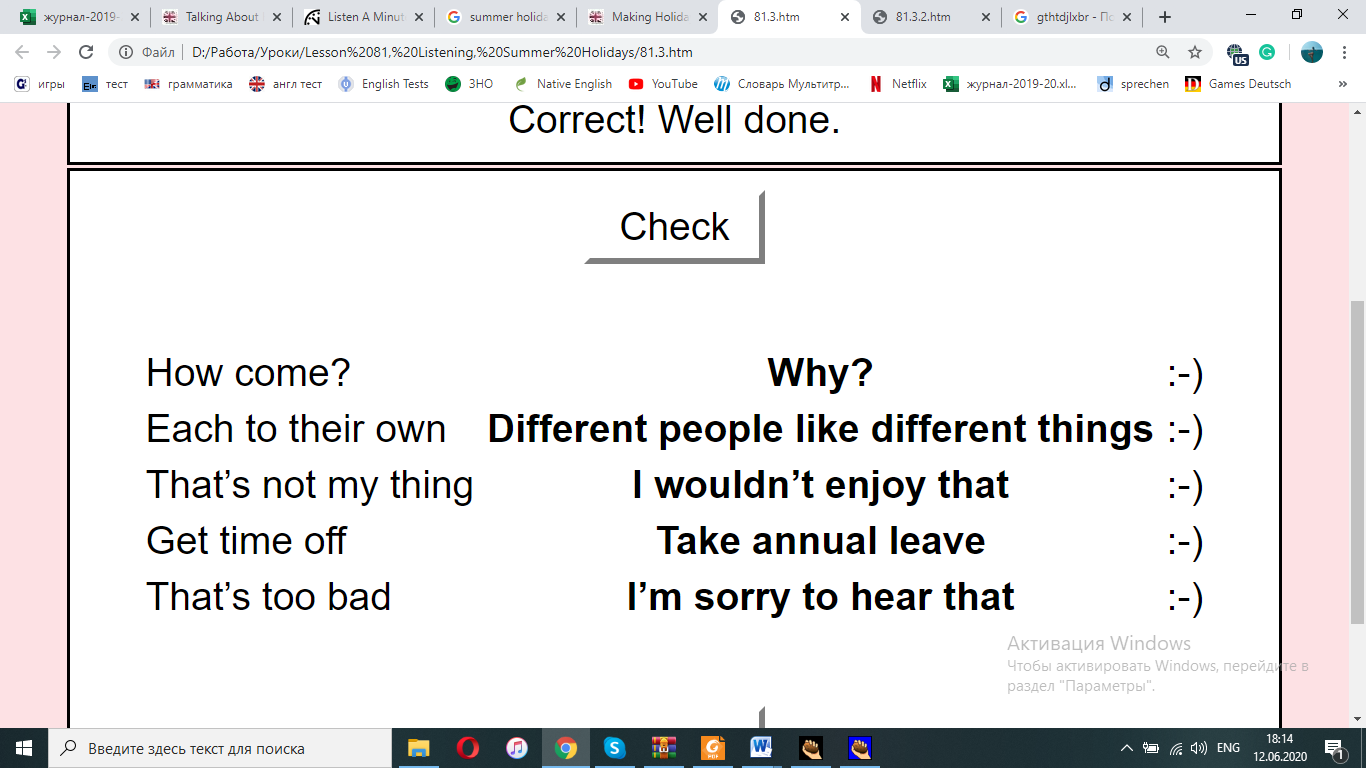 журнал-2019-
Talking About
Listen A Minut
summer holida
Making Holida
81.3.htm
81.3.2.htm
gthtdjlxbr - По
Файл | D:/Работа/Уроки/Lesson%2081,%20Listening,%20Summer%20Holidays/81.3.htm
US
игры
тест
грамматика
англ тест
English Tests
ЗНО
Native English
YouTube
Словарь Мультитр...
Netflix
журнал-2019-20.xl...
sprechen
Games Deutsch
»
Correct! Well done.
Check
How come? Why? :-)
Each to their own Different people like different things :-)
That’s not my thing I wouldn’t enjoy that :-)
Get time off Take annual leave :-)
That’s too bad I’m sorry to hear that :-)
Активация Windows
Чтобы активировать Windows, перейдите в
раздел "Параметры".
Введите здесь текст для поиска
ENG
18:14
12.06.2020
1